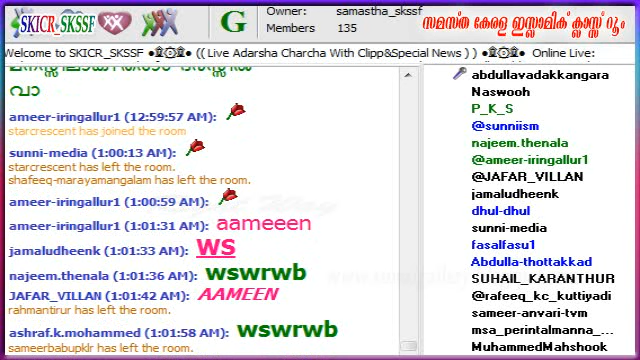 SKICR SKSSF
G
Owner: samastha_skssf
Members 135
സമസ്ത കേരള ഇസ്ലാമിക് ക്ലാസ്സ് റൂം
Welcome to SKICR_SKSSF (( Live Adarsha Charcha With Clipp&Special News ) ) Online Live:
വാ
ameer-iringallur1 (12:59:57 AM):
starcrescent has joined the room
sunni-media (1:00:13 AM):
starcrescent has left the room.
shafeeq-marayamangalam has left the room.
ameer-iringallur1 (1:00:59 AM):
ameer-iringallur1 (1:01:31 AM): aameeen
jamaludheenk (1:01:33 AM): WS
najeem.thenala (1:01:36 AM): wswrwb
JAFAR_VILLAN (1:01:42 AM): AAMEEN
rahmantirur has left the room.
ashraf.k.mohammed (1:01:58 AM): wswrwb
sameerbabupklr has left the room.
abdullavadakkangara
Naswooh
P_K_S
@sunniism
najeem.thenala
@ameer-iringallur1
@JAFAR_VILLAN
jamaludheenk
dhul-dhul
sunni-media
fasalfasu1
Abdulla-thottakkad
SUHAIL_KARANTHUR
@rafeeq_kc_kuttiyadi
sameer-anvari-tvm
msa_perintalmanna_...
MuhammedMahshook